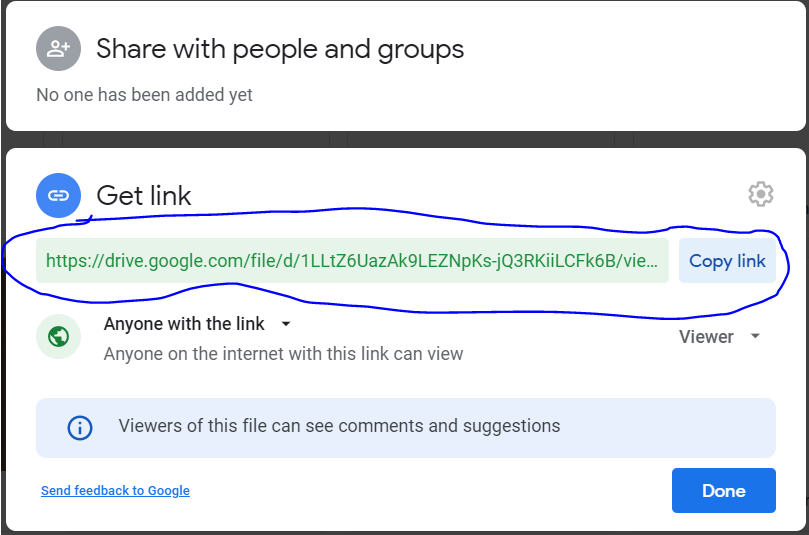 Share with people and groups
No one has been added yet
Get link
https://drive.google.com/file/d/1LLtZ6UazAk9LEZNpKs-jQ3RKiiLCFk6B/vie...
Copy link
Anyone with the link
Anyone on the internet with this link can view
Viewer
Viewers of this file can see comments and suggestions
Send feedback to Google
Done